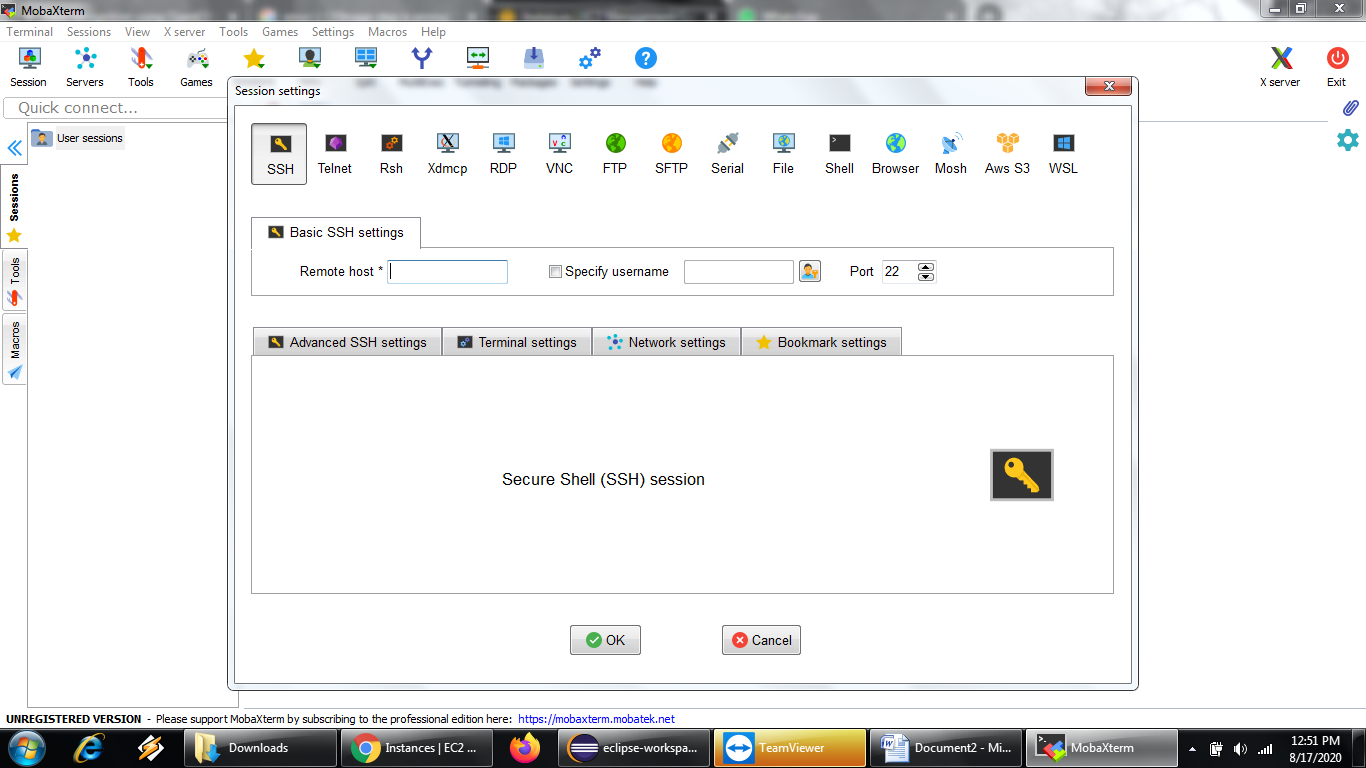 MobaXterm
Terminal Sessions View X server Tools Games Settings Macros Help
Session Servers Tools Games X server Exit
Quick connect...
User sessions
Sessions
Tools
Macros
Session settings
SSH Telnet Rsh Xdmcp RDP VNC FTP SFTP Serial File Shell Browser Mosh Aws S3 WSL
Basic SSH settings
Remote host * Specify username Port 22
Advanced SSH settings Terminal settings Network settings Bookmark settings
Secure Shell (SSH) session
OK Cancel
UNREGISTERED VERSION - Please support MobaXterm by subscribing to the professional edition here: https://mobaxterm.mobatek.net
Downloads Instances | EC2 ... eclipse-workspa... TeamViewer Document2 - Mi... MobaXterm
12:51 PM
8/17/2020